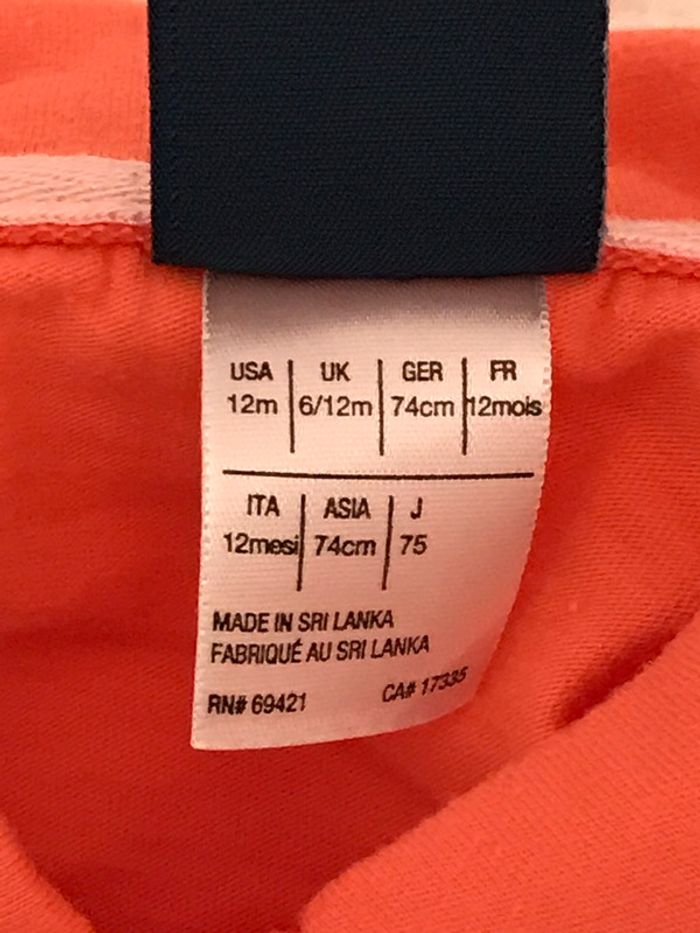 USA | UK | GER | FR
12m | 6/12m | 74cm | 12mois
ITA | ASIA | J
12mesi | 74cm | 75
MADE IN SRI LANKA
FABRIQUÉ AU SRI LANKA
RN# 69421 CA# 17335